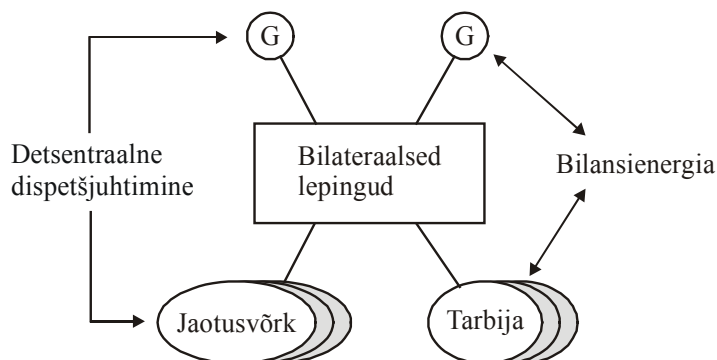 G
G
Detsentraalne
dispetšjuhtimine
Bilateraalsed
lepingud
Bilansienergia
Jaotusvõrk
Tarbija